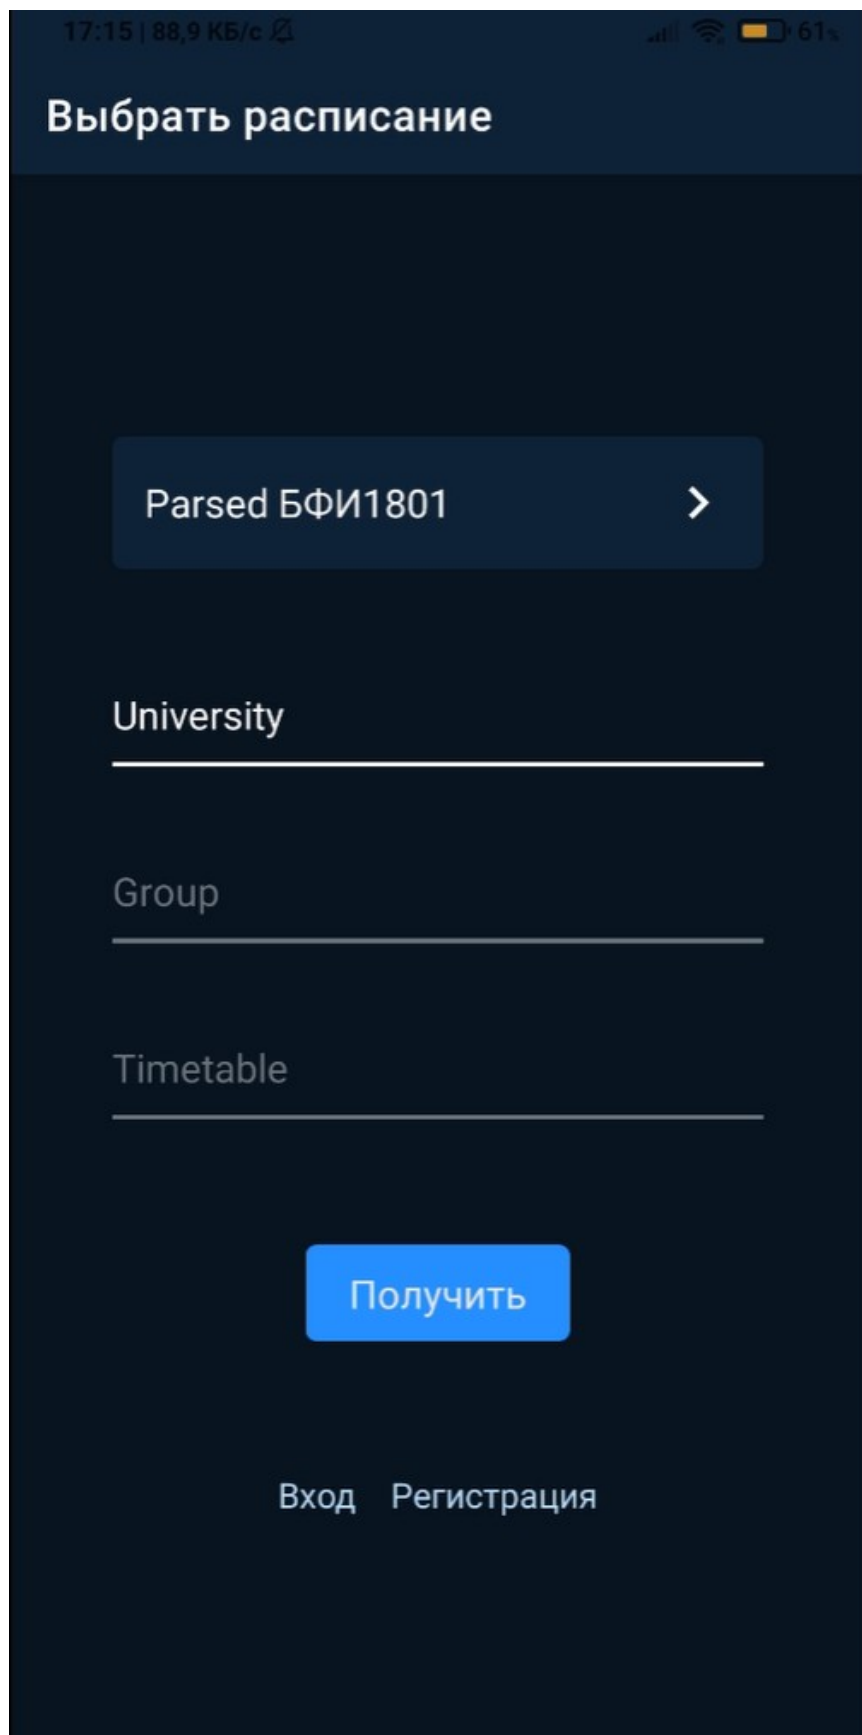 17:15 | 88,9 КБ/с 61%
Выбрать расписание
Parsed БФИ1801
University
Group
Timetable
Получить
Вход Регистрация